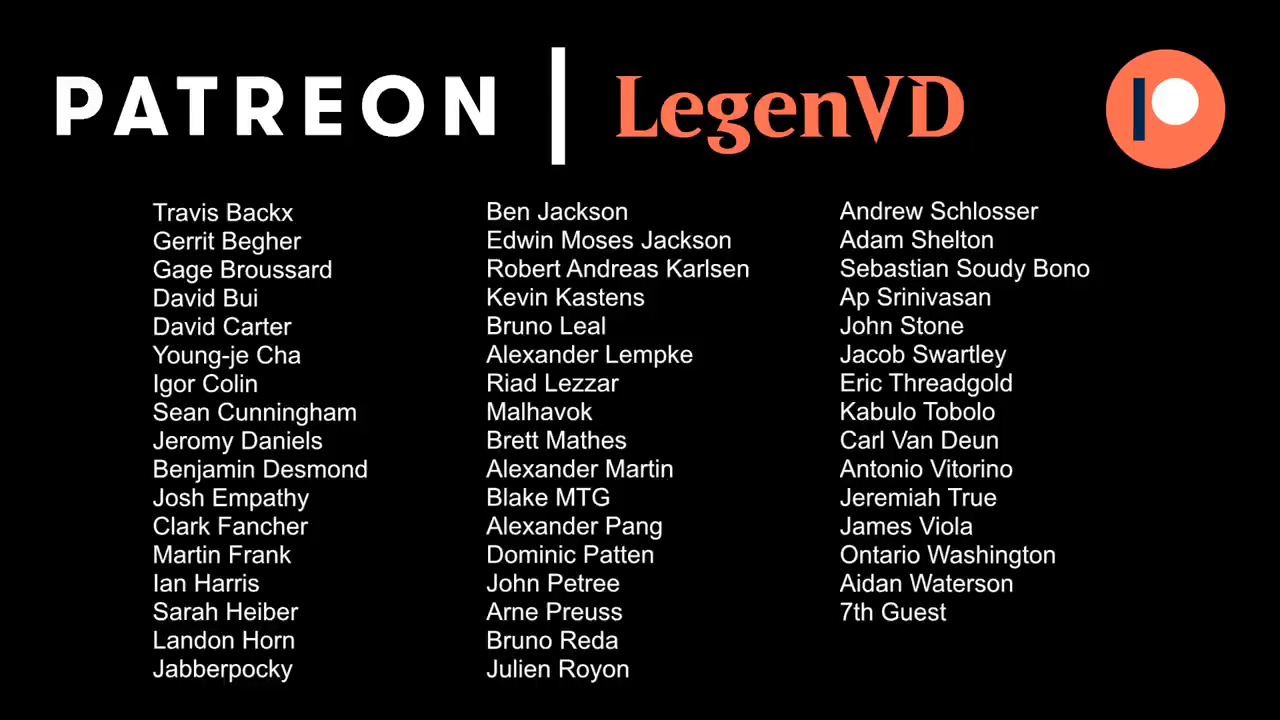 PATREON | LegenVD
Travis Backx
Gerrit Begher
Gage Broussard
David Bui
David Carter
Young-je Cha
Igor Colin
Sean Cunningham
Jeromy Daniels
Benjamin Desmond
Josh Empathy
Clark Fancher
Martin Frank
Ian Harris
Sarah Heiber
Landon Horn
Jabberpocky
Ben Jackson
Edwin Moses Jackson
Robert Andreas Karlsen
Kevin Kastens
Bruno Leal
Alexander Lempke
Riad Lezzar
Malhavok
Brett Mathes
Alexander Martin
Blake MTG
Alexander Pang
Dominic Patten
John Petree
Arne Preuss
Bruno Reda
Julien Royon
Andrew Schlosser
Adam Shelton
Sebastian Soudy Bono
Ap Srinivasan
John Stone
Jacob Swartley
Eric Threadgold
Kabulo Tobolo
Carl Van Deun
Antonio Vitorino
Jeremiah True
James Viola
Ontario Washington
Aidan Waterson
7th Guest